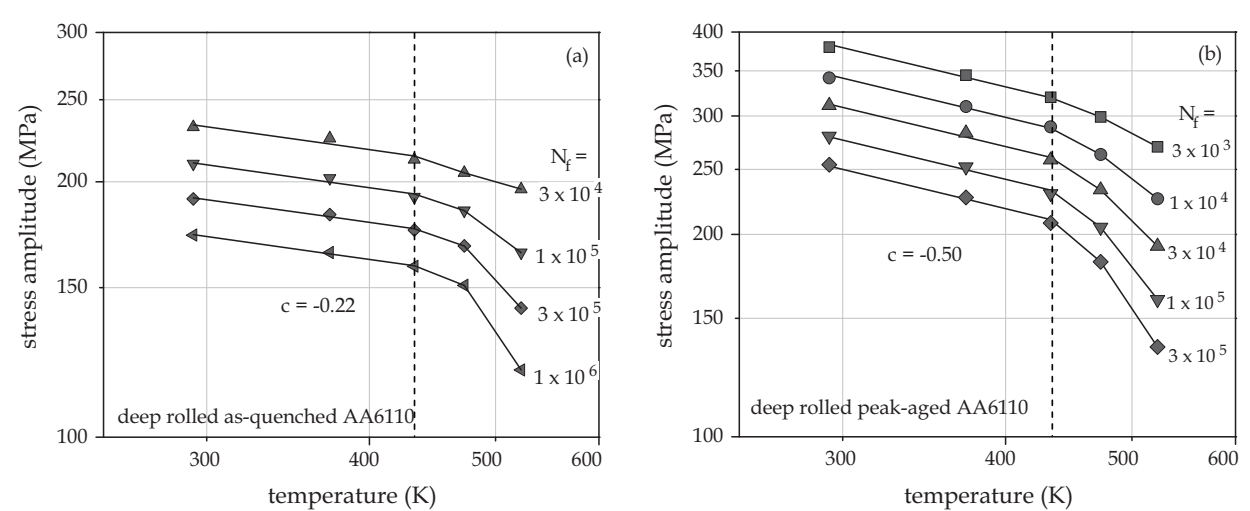 300
250
200
150
100
stress amplitude (MPa)
(a)
N_f =
3 x 10^4
1 x 10^5
3 x 10^5
1 x 10^6
c = -0.22
deep rolled as-quenched AA6110
300
400
500
600
temperature (K)
400
350
300
250
200
150
100
stress amplitude (MPa)
(b)
N_f =
3 x 10^3
1 x 10^4
3 x 10^4
1 x 10^5
3 x 10^5
c = -0.50
deep rolled peak-aged AA6110
300
400
500
600
temperature (K)